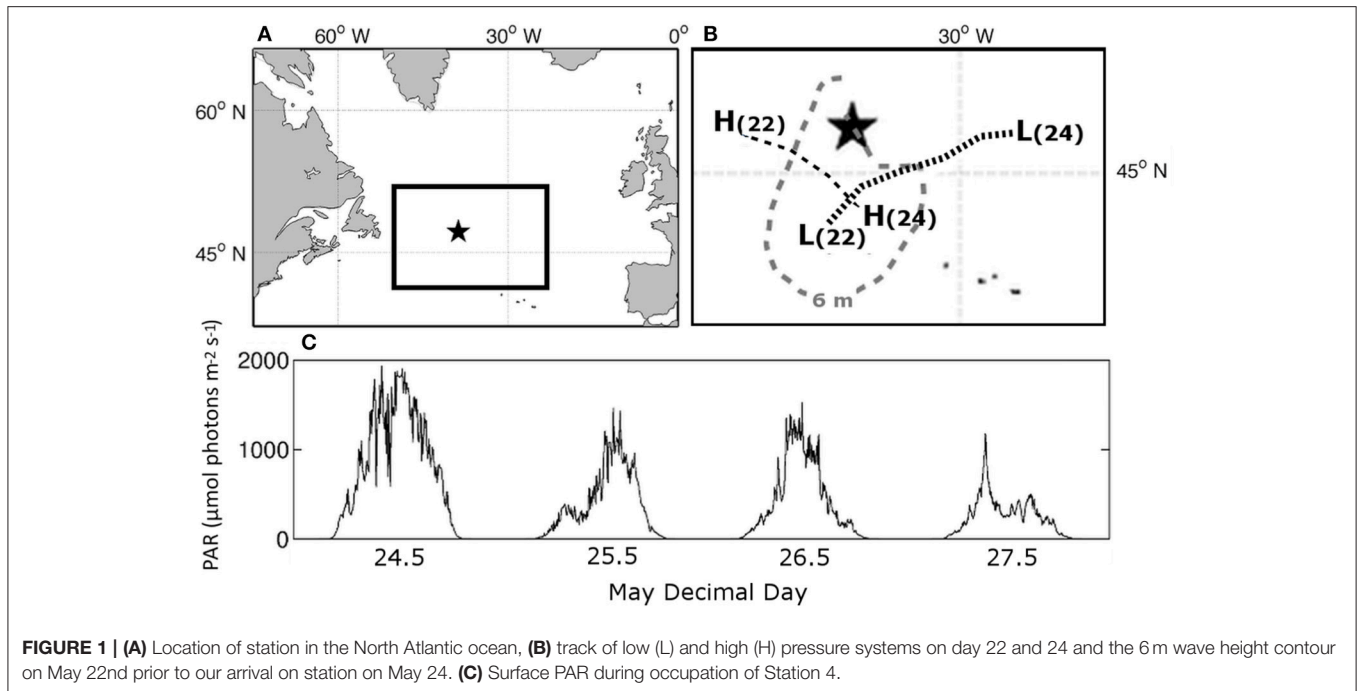 A
60° W
30° W
0°
60° N
45° N
B
30° W
H(22)
L(24)
45° N
H(24)
L(22)
6 m
C
PAR (µmol photons m-2 s-1)
2000
1000
0
24.5
25.5
26.5
27.5
May Decimal Day
FIGURE 1 | (A) Location of station in the North Atlantic ocean, (B) track of low (L) and high (H) pressure systems on day 22 and 24 and the 6 m wave height contour
on May 22nd prior to our arrival on station on May 24. (C) Surface PAR during occupation of Station 4.